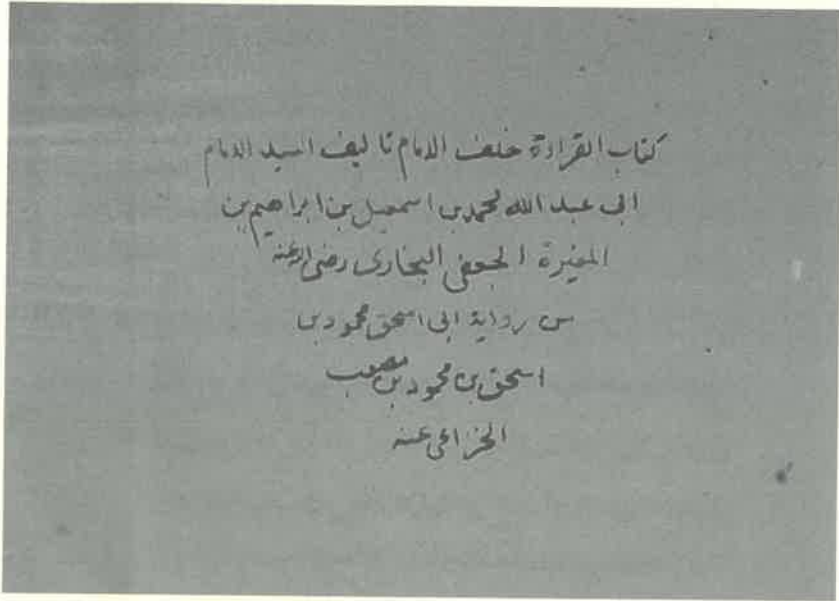 كتاب القراءة خلف الامام تاليف السيد الامام
ابى عبد الله محمد بن اسمعيل بن ابراهيم بن
المغيرة الجعفى البخارى رضى الله عنه
من رواية ابى اسحق محمود بن
اسحق بن محمود بن مصعب
الخزاعى عنه